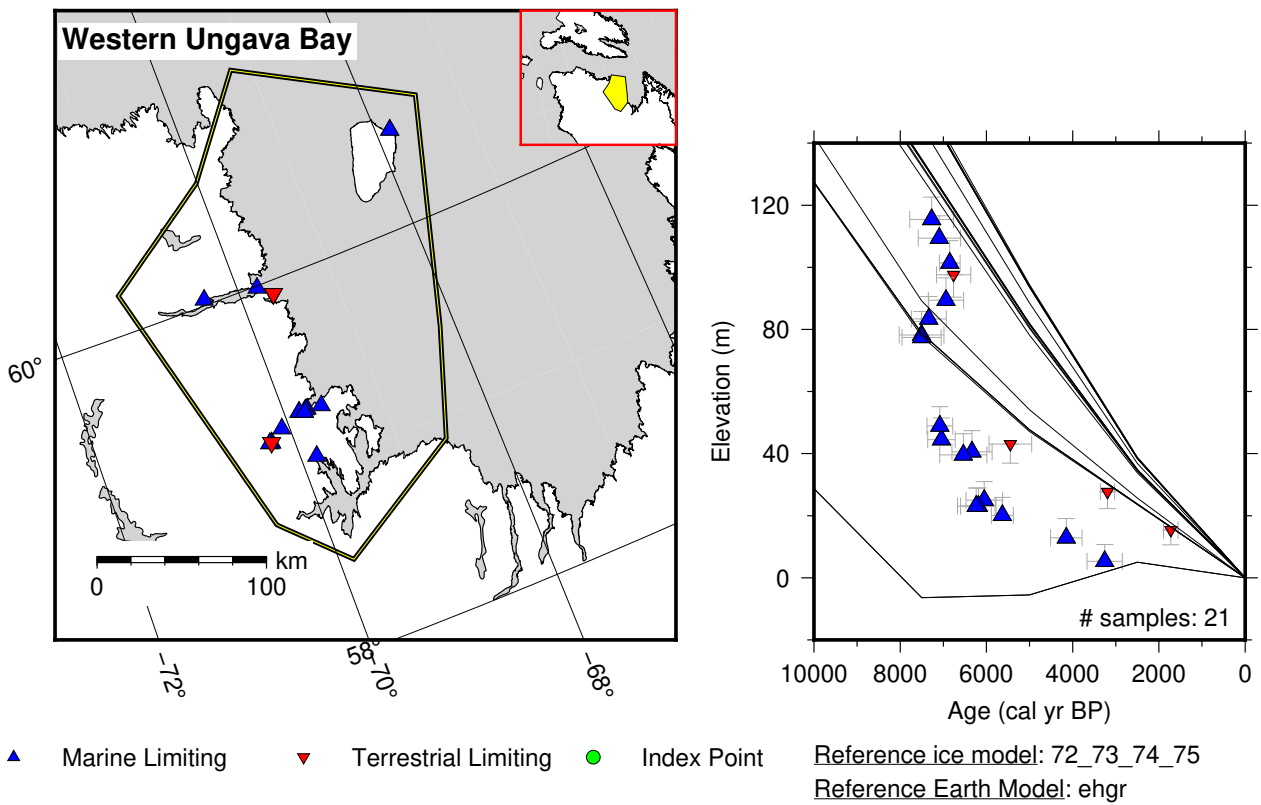 Western Ungava Bay
60°
km
0 100
−72°
58°
−70°
−68°
120
80
40
0
Elevation (m)
# samples: 21
10000 8000 6000 4000 2000 0
Age (cal yr BP)
Marine Limiting Terrestrial Limiting Index Point
Reference ice model: 72_73_74_75
Reference Earth Model: ehgr